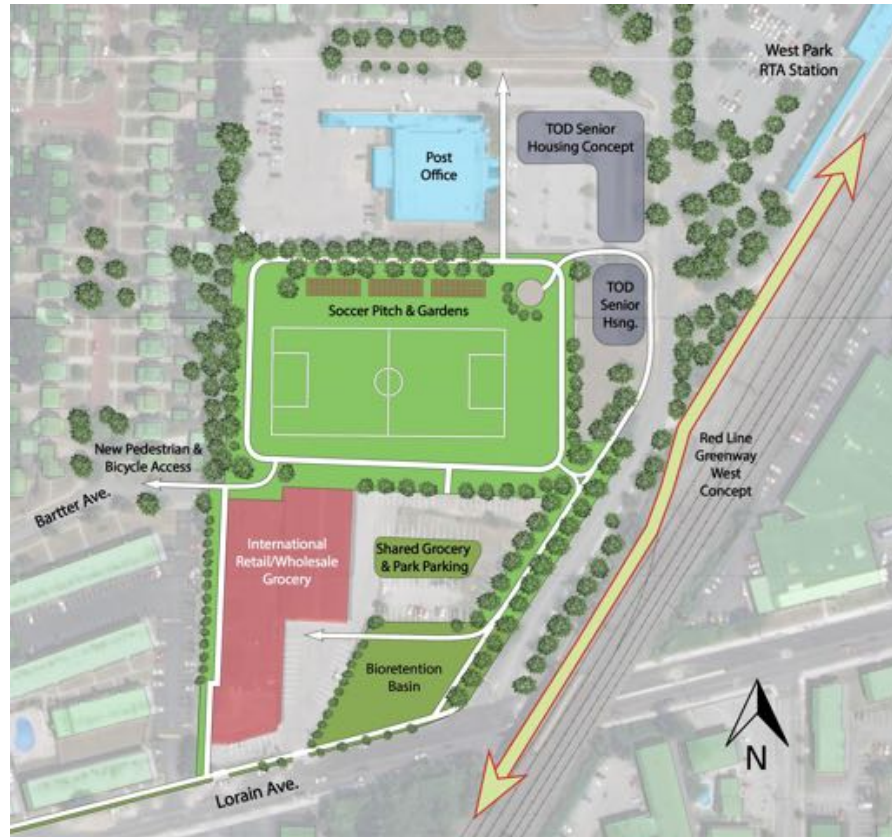 West Park
RTA Station
TOD Senior
Housing Concept
Post
Office
TOD
Senior
Hsng.
Soccer Pitch & Gardens
New Pedestrian &
Bicycle Access
Bartter Ave.
Red Line
Greenway
West
Concept
International
Retail/Wholesale
Grocery
Shared Grocery
& Park Parking
Bioretention
Basin
Lorain Ave.
N